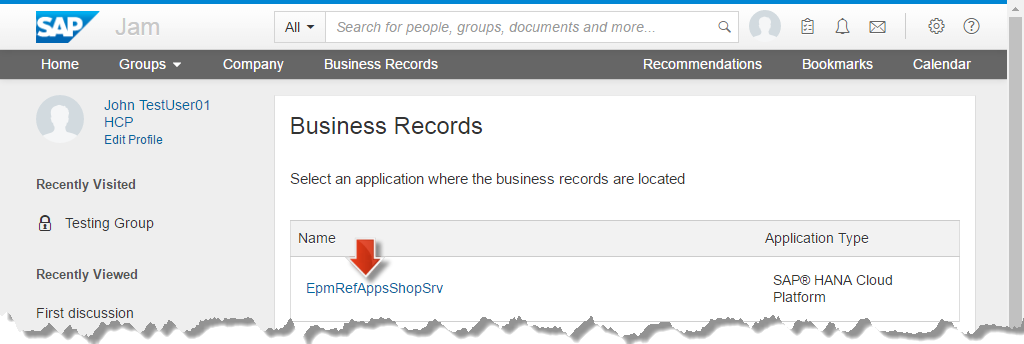 SAP Jam All Search for people, groups, documents and more...
Home Groups Company Business Records Recommendations Bookmarks Calendar
John TestUser01
HCP
Edit Profile
Recently Visited
Testing Group
Recently Viewed
First discussion
Business Records
Select an application where the business records are located
Name Application Type
EpmRefAppsShopSrv SAP® HANA Cloud
Platform